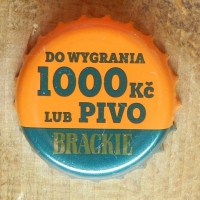 DO WYGRANIA
1000 Kč
LUB PIVO
BRACKIE